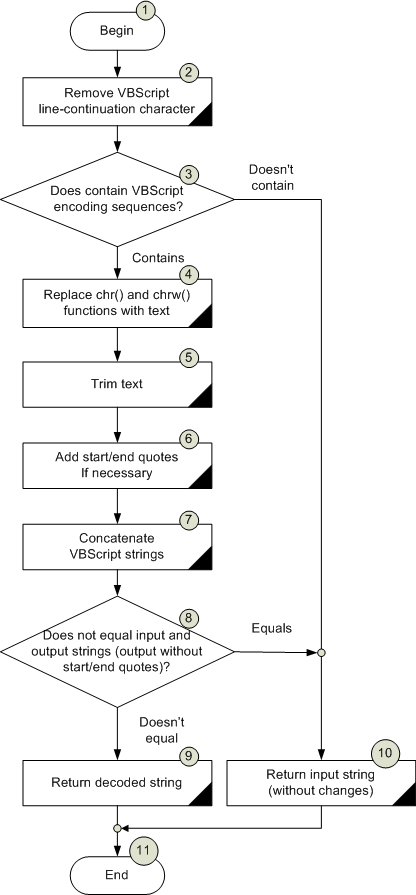 1
Begin
2
Remove VBScript
line-continuation character
3
Does contain VBScript
encoding sequences?
Doesn't
contain
Contains
4
Replace chr() and chrw()
functions with text
5
Trim text
6
Add start/end quotes
If necessary
7
Concatenate
VBScript strings
8
Does not equal input and
output strings (output without
start/end quotes)?
Equals
Doesn't
equal
9
Return decoded string
10
Return input string
(without changes)
11
End